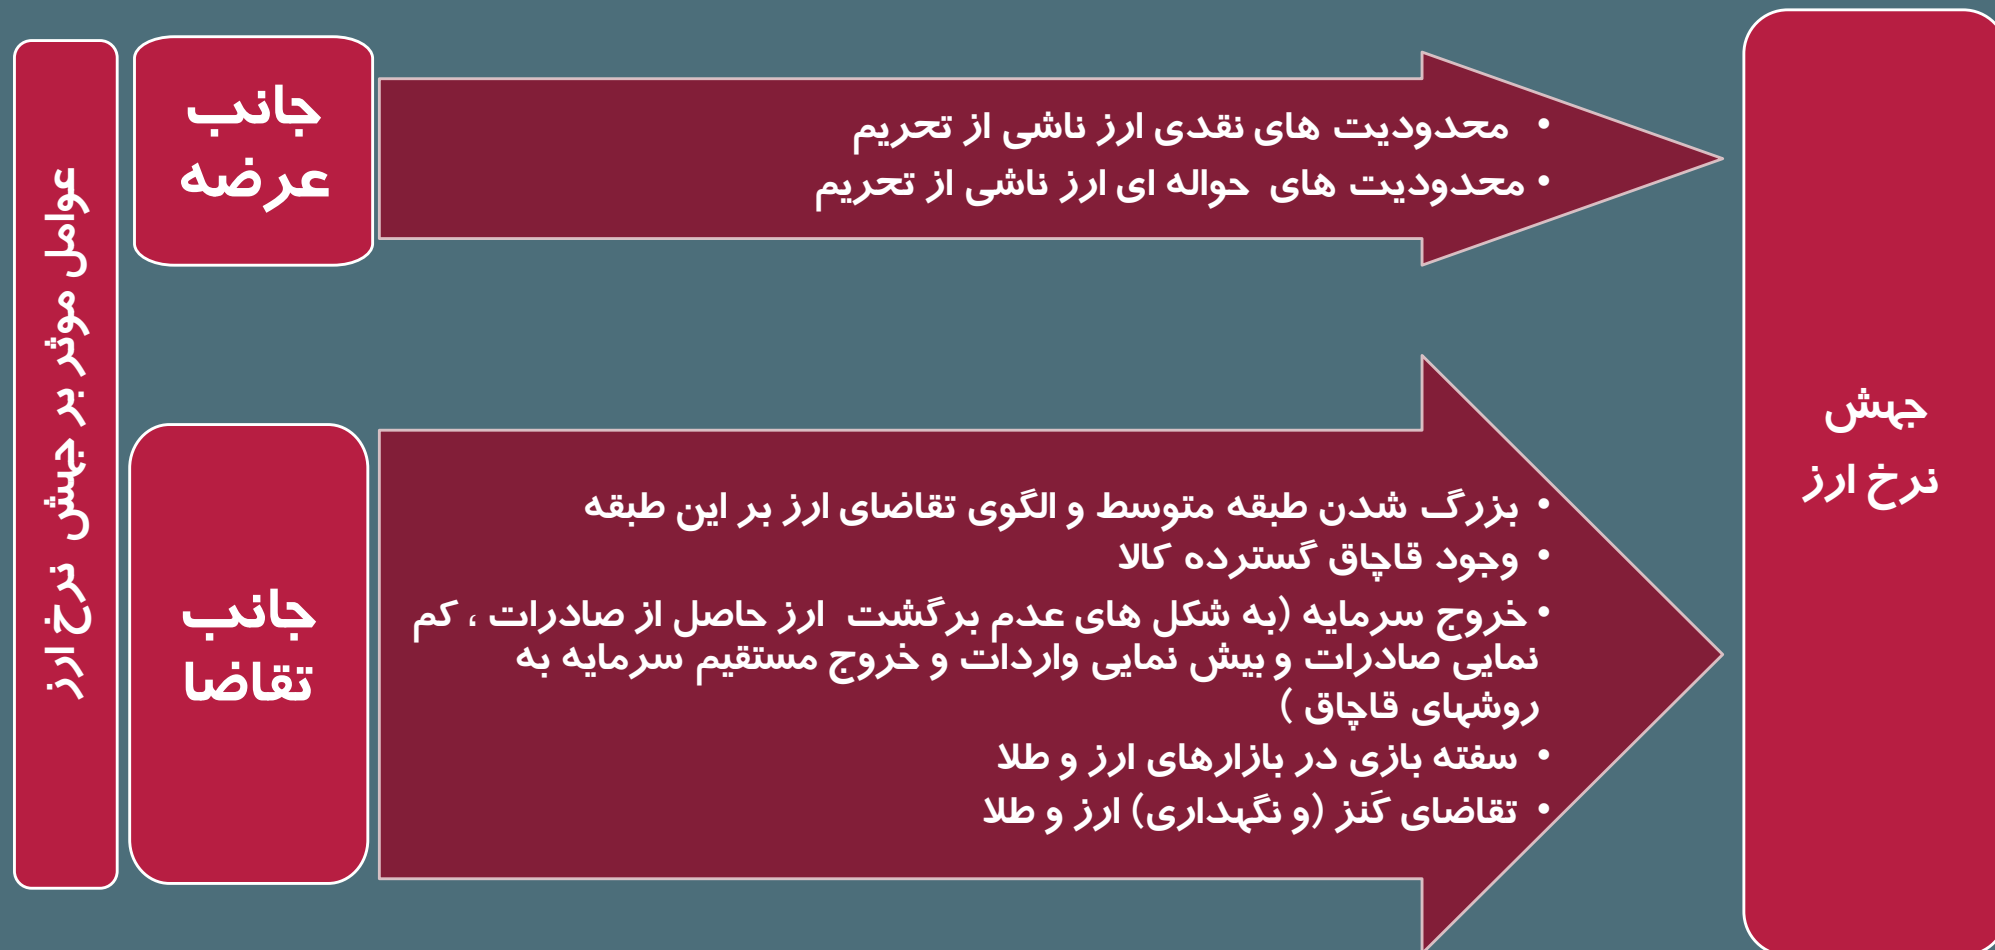 عوامل موثر بر جهش نرخ ارز
جانب
عرضه
• محدودیت های نقدی ارز ناشی از تحریم
• محدودیت های حواله ای ارز ناشی از تحریم
جانب
تقاضا
• بزرگ شدن طبقه متوسط و الگوی تقاضای ارز بر این طبقه
• وجود قاچاق گسترده کالا
• خروج سرمایه (به شکل های عدم برگشت ارز حاصل از صادرات ، کم
نمایی صادرات و بیش نمایی واردات و خروج مستقیم سرمایه به
روشهای قاچاق )
• سفته بازی در بازارهای ارز و طلا
• تقاضای کَنز (و نگهداری) ارز و طلا
جهش
نرخ ارز